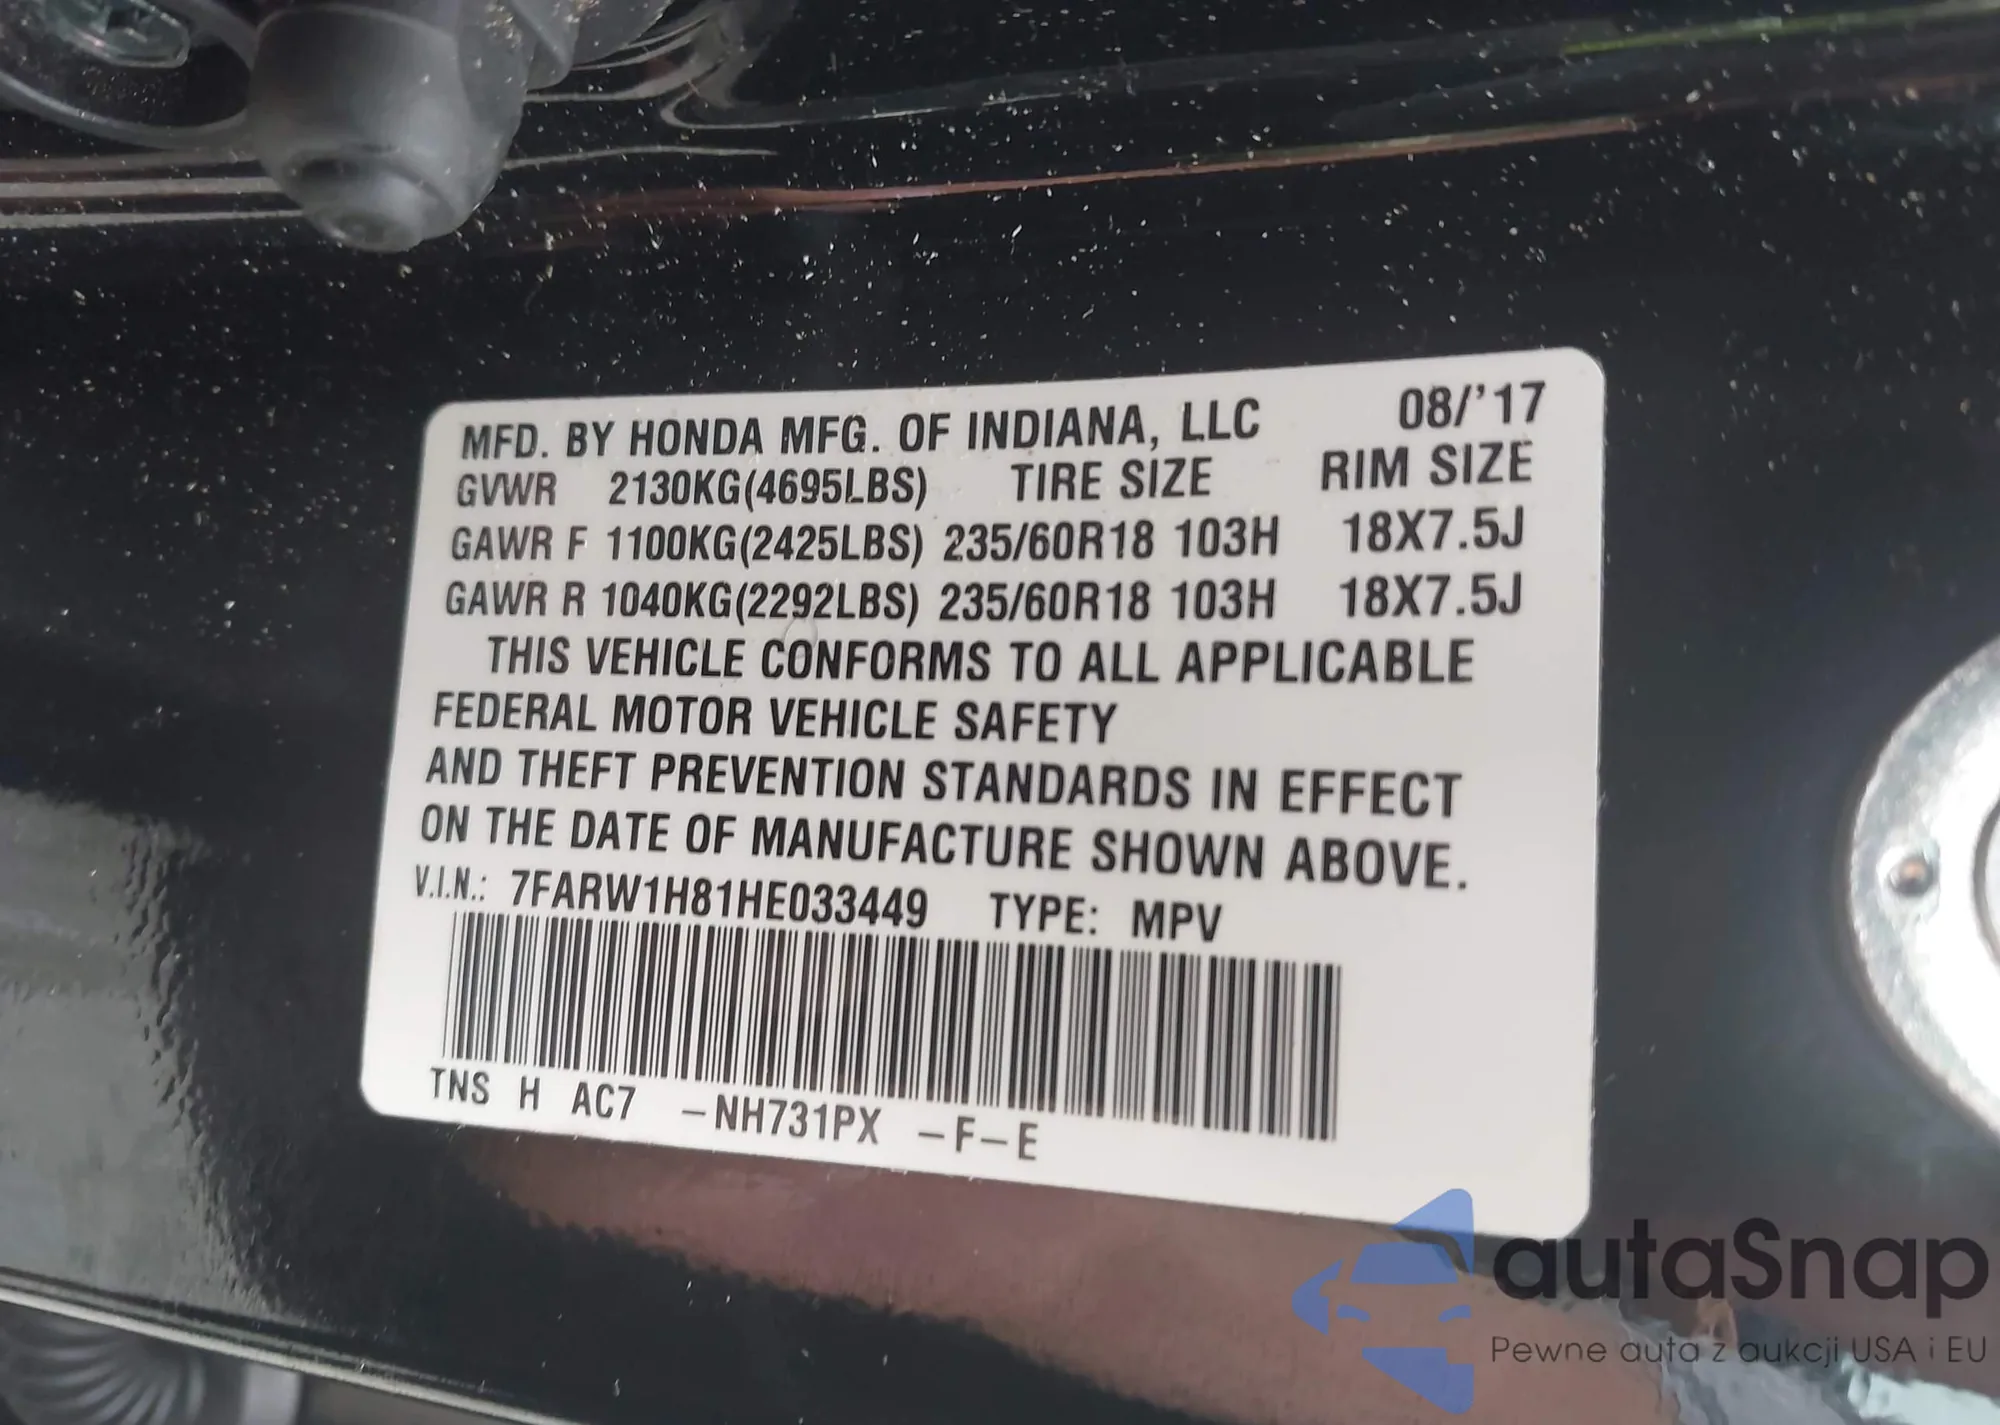 MFD. BY HONDA MFG. OF INDIANA, LLC 08/'17
GVWR 2130KG(4695LBS) TIRE SIZE RIM SIZE
GAWR F 1100KG(2425LBS) 235/60R18 103H 18X7.5J
GAWR R 1040KG(2292LBS) 235/60R18 103H 18X7.5J
THIS VEHICLE CONFORMS TO ALL APPLICABLE
FEDERAL MOTOR VEHICLE SAFETY
AND THEFT PREVENTION STANDARDS IN EFFECT
ON THE DATE OF MANUFACTURE SHOWN ABOVE.
V.I.N.: 7FARW1H81HE033449 TYPE: MPV
TNS H AC7 –NH731PX –F–E
autaSnap
Pewne auta z aukcji USA i EU